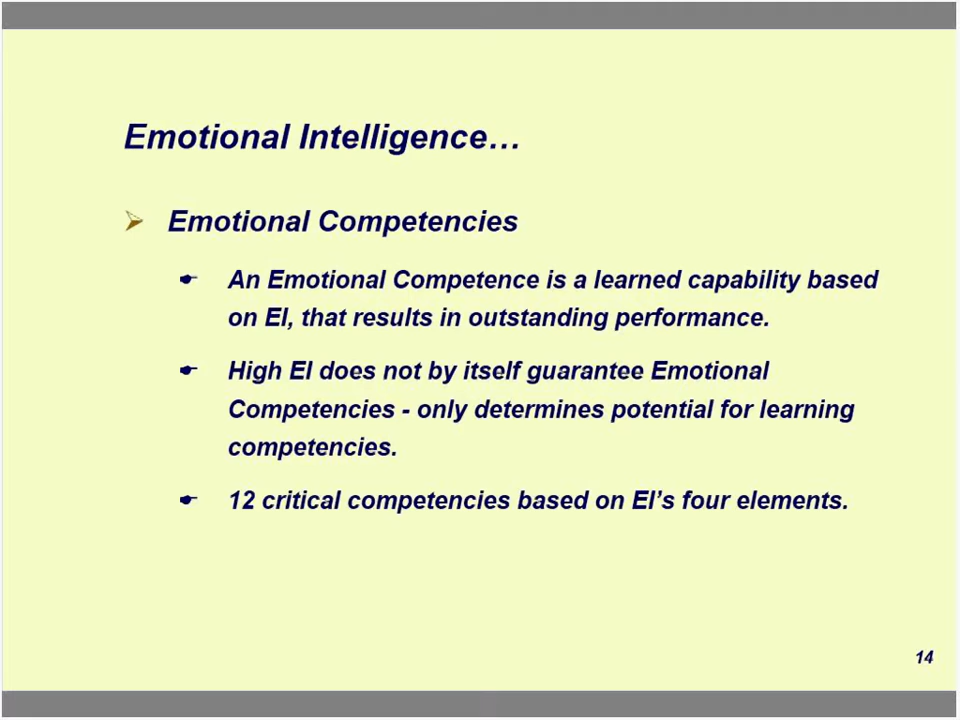 Emotional Intelligence…
Emotional Competencies
An Emotional Competence is a learned capability based
on EI, that results in outstanding performance.
High EI does not by itself guarantee Emotional
Competencies - only determines potential for learning
competencies.
12 critical competencies based on EI’s four elements.
14